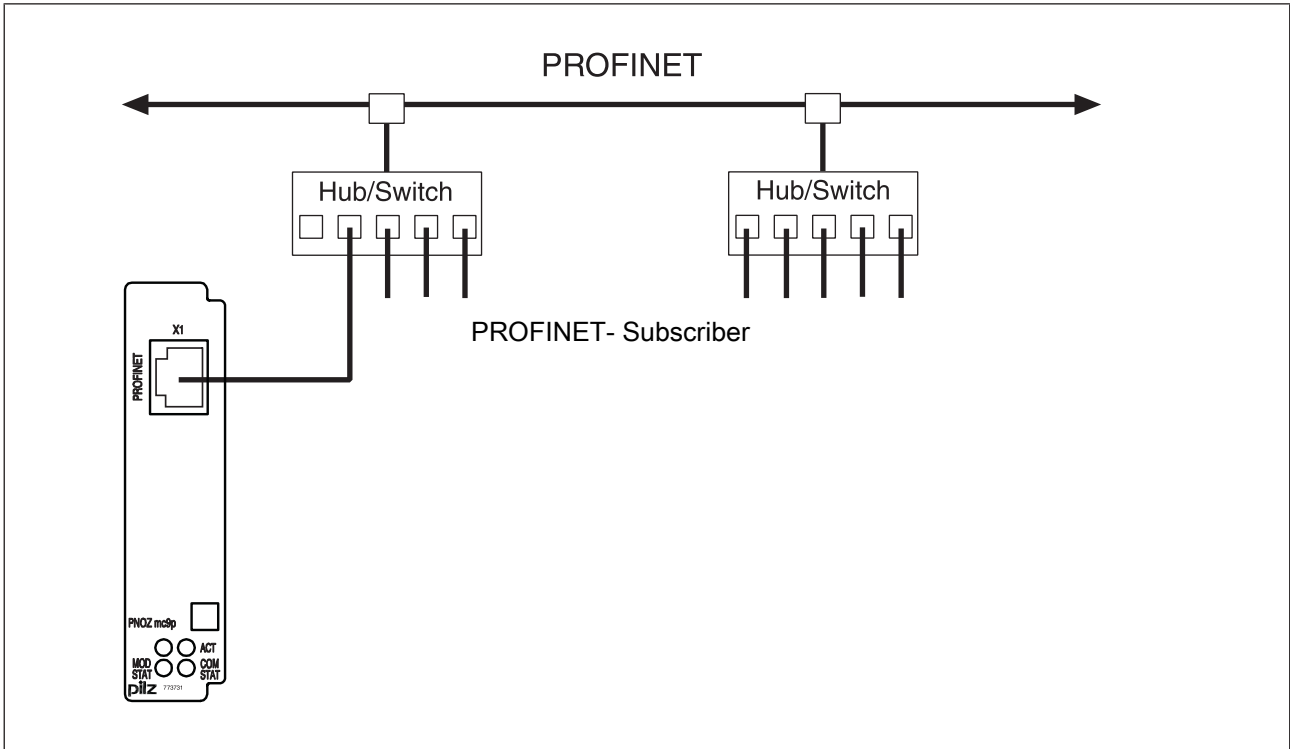 PROFINET
Hub/Switch
Hub/Switch
PROFINET- Subscriber
X1
PROFINET
PNOZ mc9p
ACT
MOD STAT
COM STAT
pilz 773731